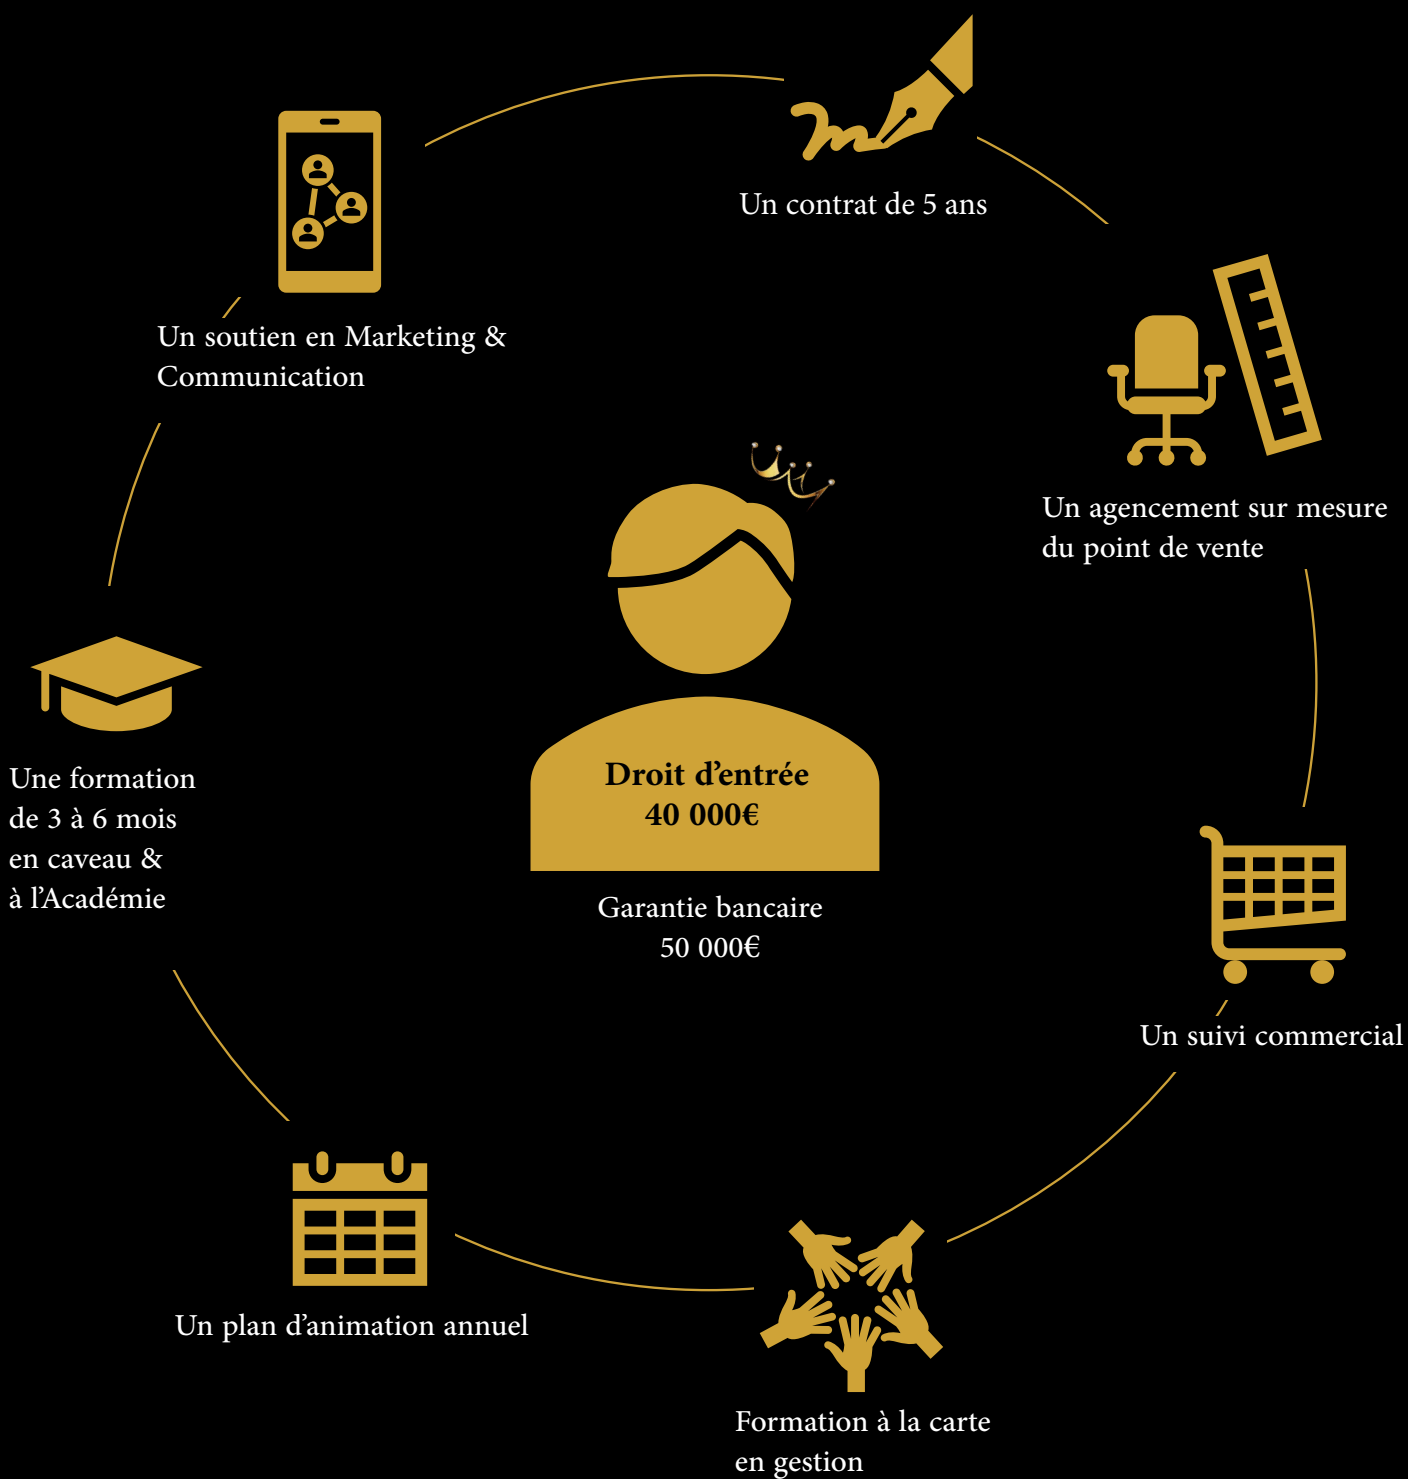 Un contrat de 5 ans
Un soutien en Marketing &
Communication
Un agencement sur mesure
du point de vente
Droit d’entrée
40 000€
Garantie bancaire
50 000€
Une formation
de 3 à 6 mois
en caveau &
à l’Académie
Un suivi commercial
Un plan d’animation annuel
Formation à la carte
en gestion